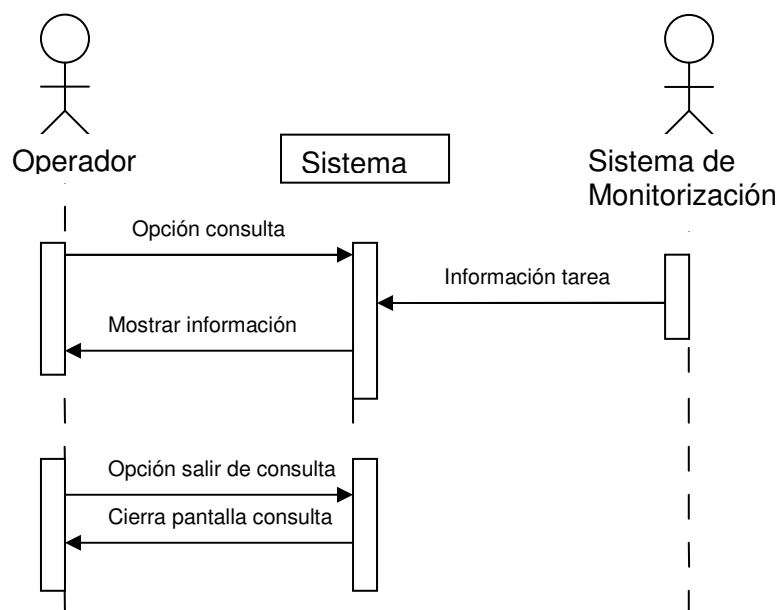 Operador
Sistema
Sistema de
Monitorización
Opción consulta
Información tarea
Mostrar información
Opción salir de consulta
Cierra pantalla consulta